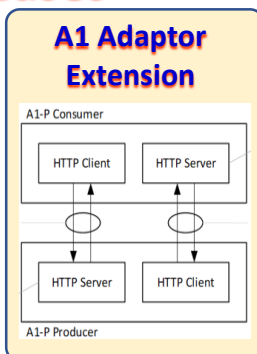 A1 Adaptor
Extension
A1-P Consumer
HTTP Client HTTP Server
HTTP Server HTTP Client
A1-P Producer